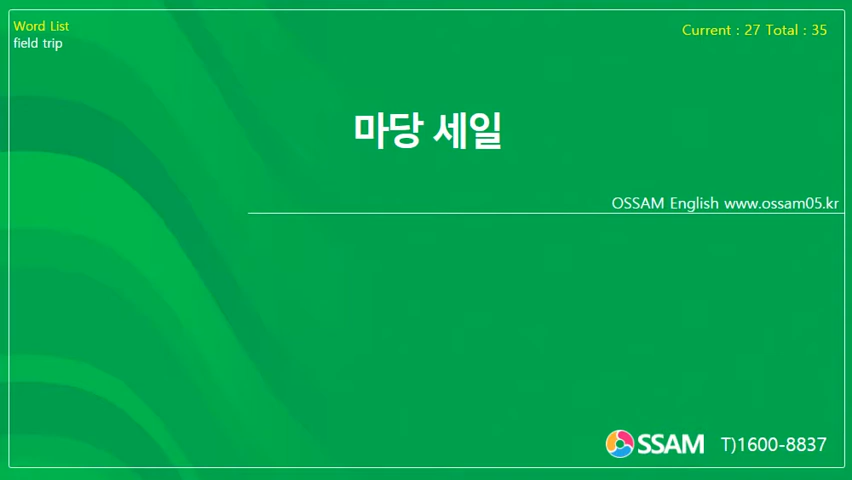 Word List
field trip
Current : 27 Total : 35
마당 세일
OSSAM English www.ossam05.kr
OSSAM T)1600-8837